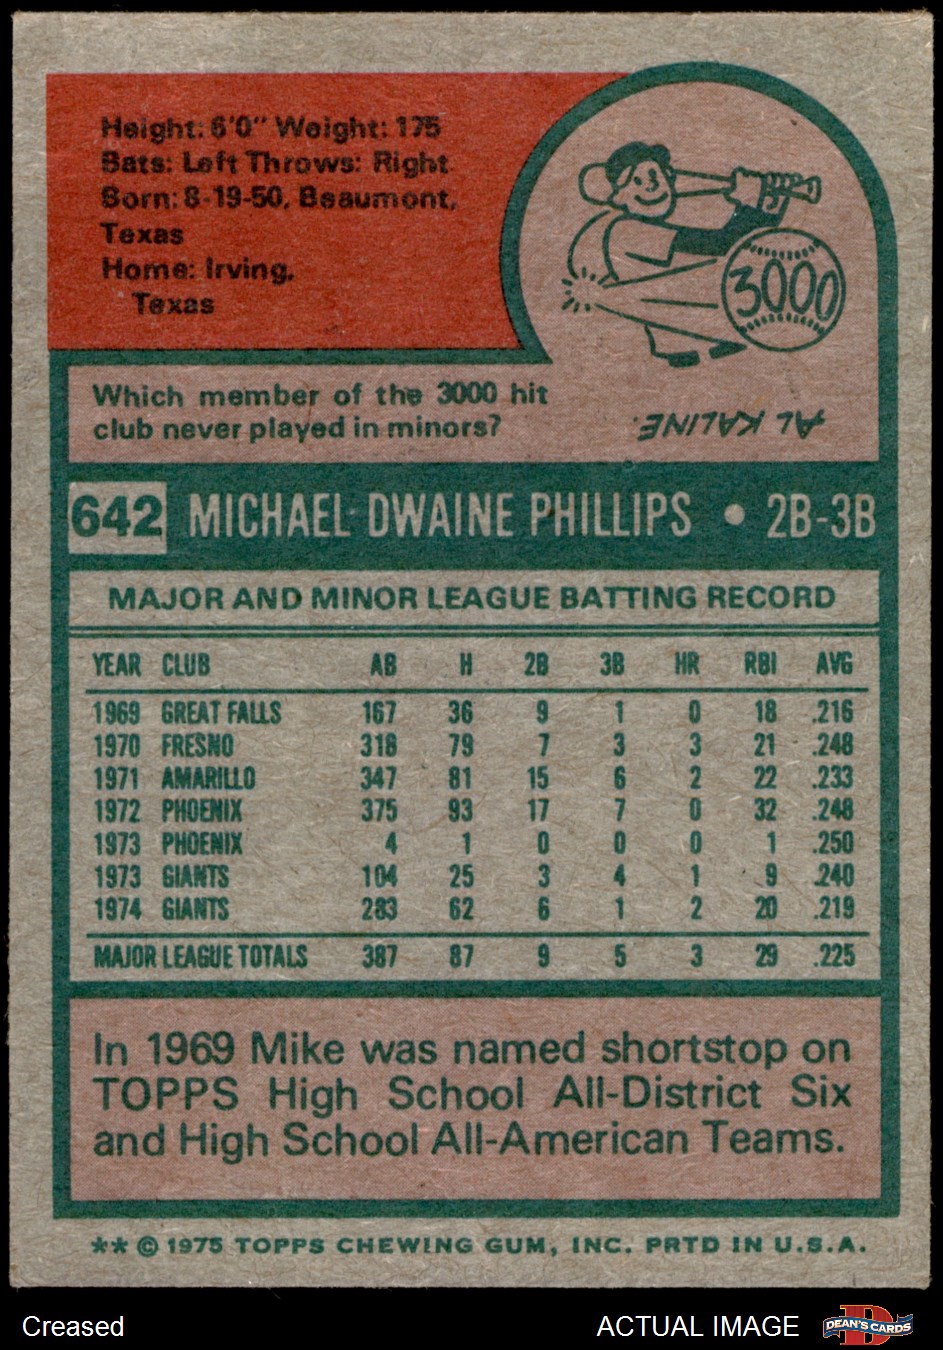 Height: 6'0" Weight: 175
Bats: Left Throws: Right
Born: 8-19-50, Beaumont,
Texas
Home: Irving,
Texas
3000
Which member of the 3000 hit
club never played in minors?
AL KALINE.
642 MICHAEL DWAINE PHILLIPS • 2B-3B
MAJOR AND MINOR LEAGUE BATTING RECORD
YEAR CLUB AB H 2B 3B HR RBI AVG
1969 GREAT FALLS 167 36 9 1 0 18 .216
1970 FRESNO 318 79 7 3 3 21 .248
1971 AMARILLO 347 81 15 6 2 22 .233
1972 PHOENIX 375 93 17 7 0 32 .248
1973 PHOENIX 4 1 0 0 0 1 .250
1973 GIANTS 104 25 3 4 1 9 .240
1974 GIANTS 283 62 6 1 2 20 .219
MAJOR LEAGUE TOTALS 387 87 9 5 3 29 .225
In 1969 Mike was named shortstop on
TOPPS High School All-District Six
and High School All-American Teams.
** © 1975 TOPPS CHEWING GUM, INC. PRTD IN U.S.A.
Creased ACTUAL IMAGE DEAN'S CARDS